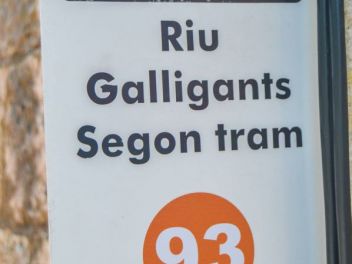 Riu
Galligants
Segon tram
93